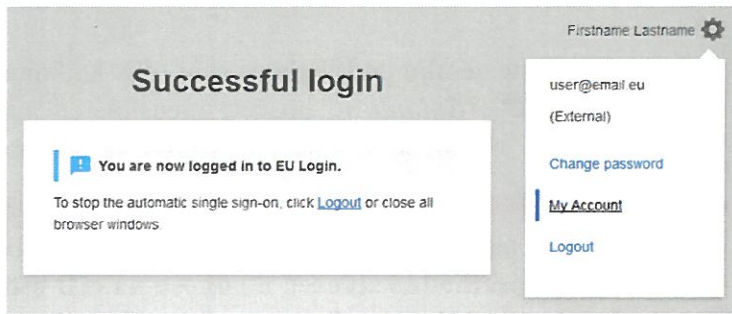 Firstname Lastname
Successful login
user@email.eu
(External)
You are now logged in to EU Login.
Change password
To stop the automatic single sign-on, click Logout or close all
browser windows.
My Account
Logout